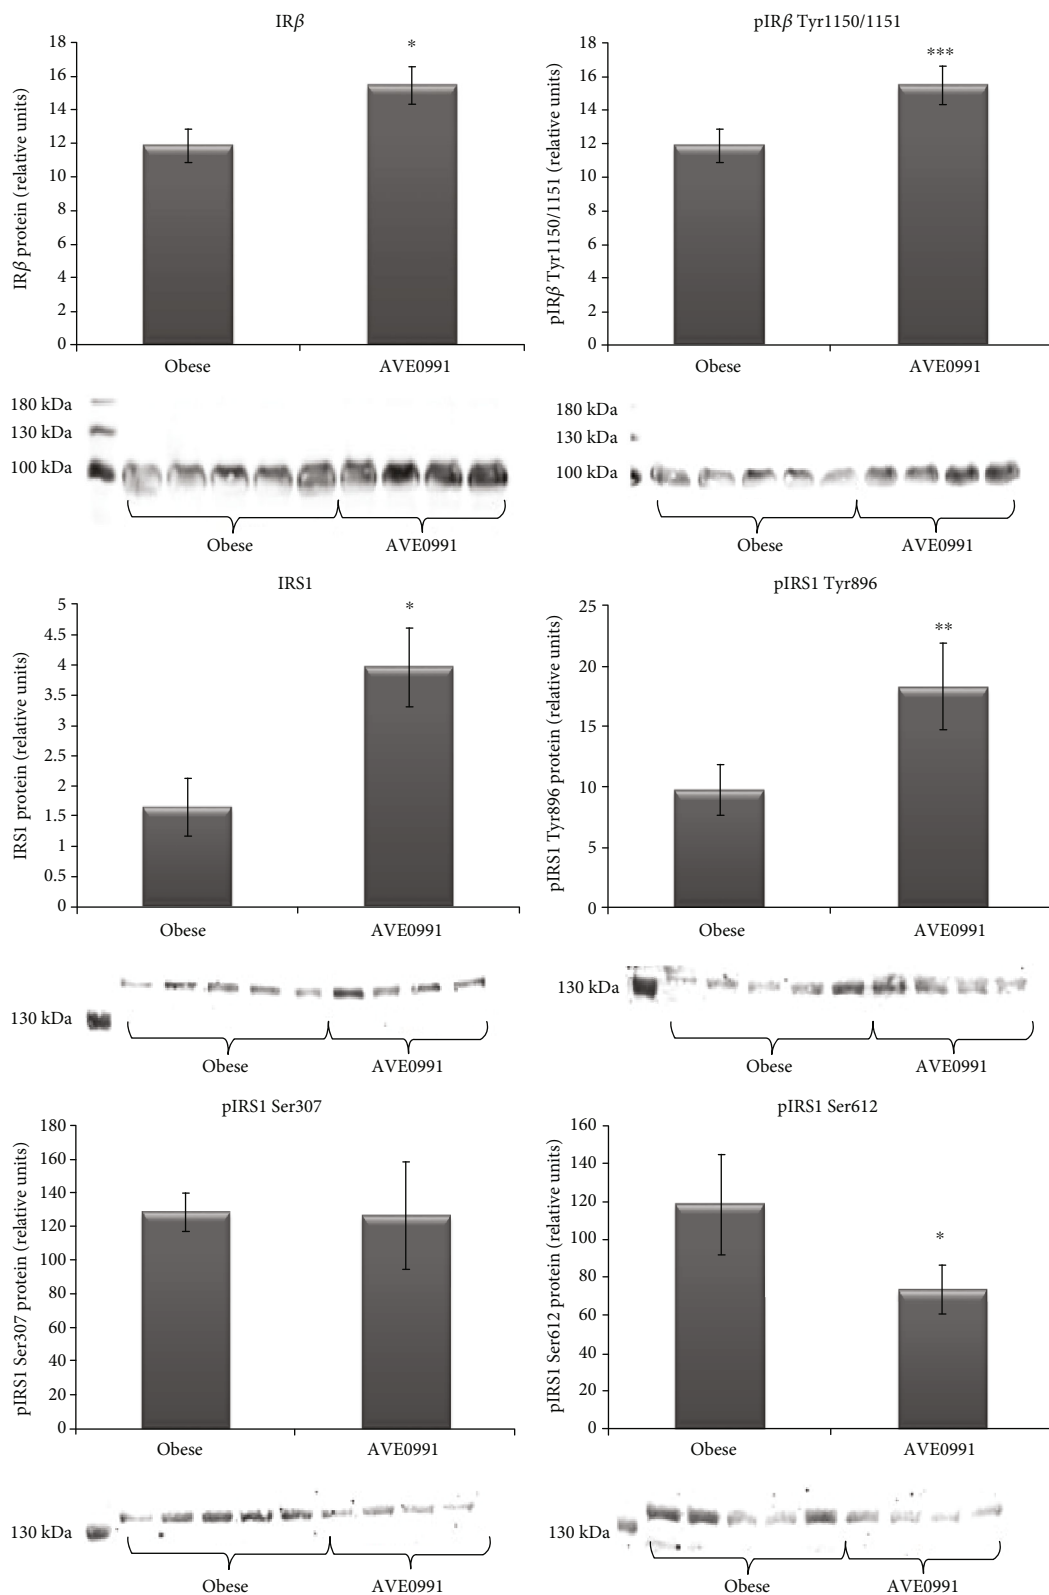 IRβ
IRβ protein (relative units)
18
16
14
12
10
8
6
4
2
0
*
Obese
AVE0991
180 kDa
130 kDa
100 kDa
Obese
AVE0991
pIRβ Tyr1150/1151
pIRβ Tyr1150/1151 (relative units)
18
16
14
12
10
8
6
4
2
0
***
Obese
AVE0991
180 kDa
130 kDa
100 kDa
Obese
AVE0991
IRS1
IRS1 protein (relative units)
5
4.5
4
3.5
3
2.5
2
1.5
1
0.5
0
*
Obese
AVE0991
130 kDa
Obese
AVE0991
pIRS1 Tyr896
pIRS1 Tyr896 protein (relative units)
25
20
15
10
5
0
**
Obese
AVE0991
130 kDa
Obese
AVE0991
pIRS1 Ser307
pIRS1 Ser307 protein (relative units)
180
160
140
120
100
80
60
40
20
0
Obese
AVE0991
130 kDa
Obese
AVE0991
pIRS1 Ser612
pIRS1 Ser612 protein (relative units)
160
140
120
100
80
60
40
20
0
*
Obese
AVE0991
130 kDa
Obese
AVE0991